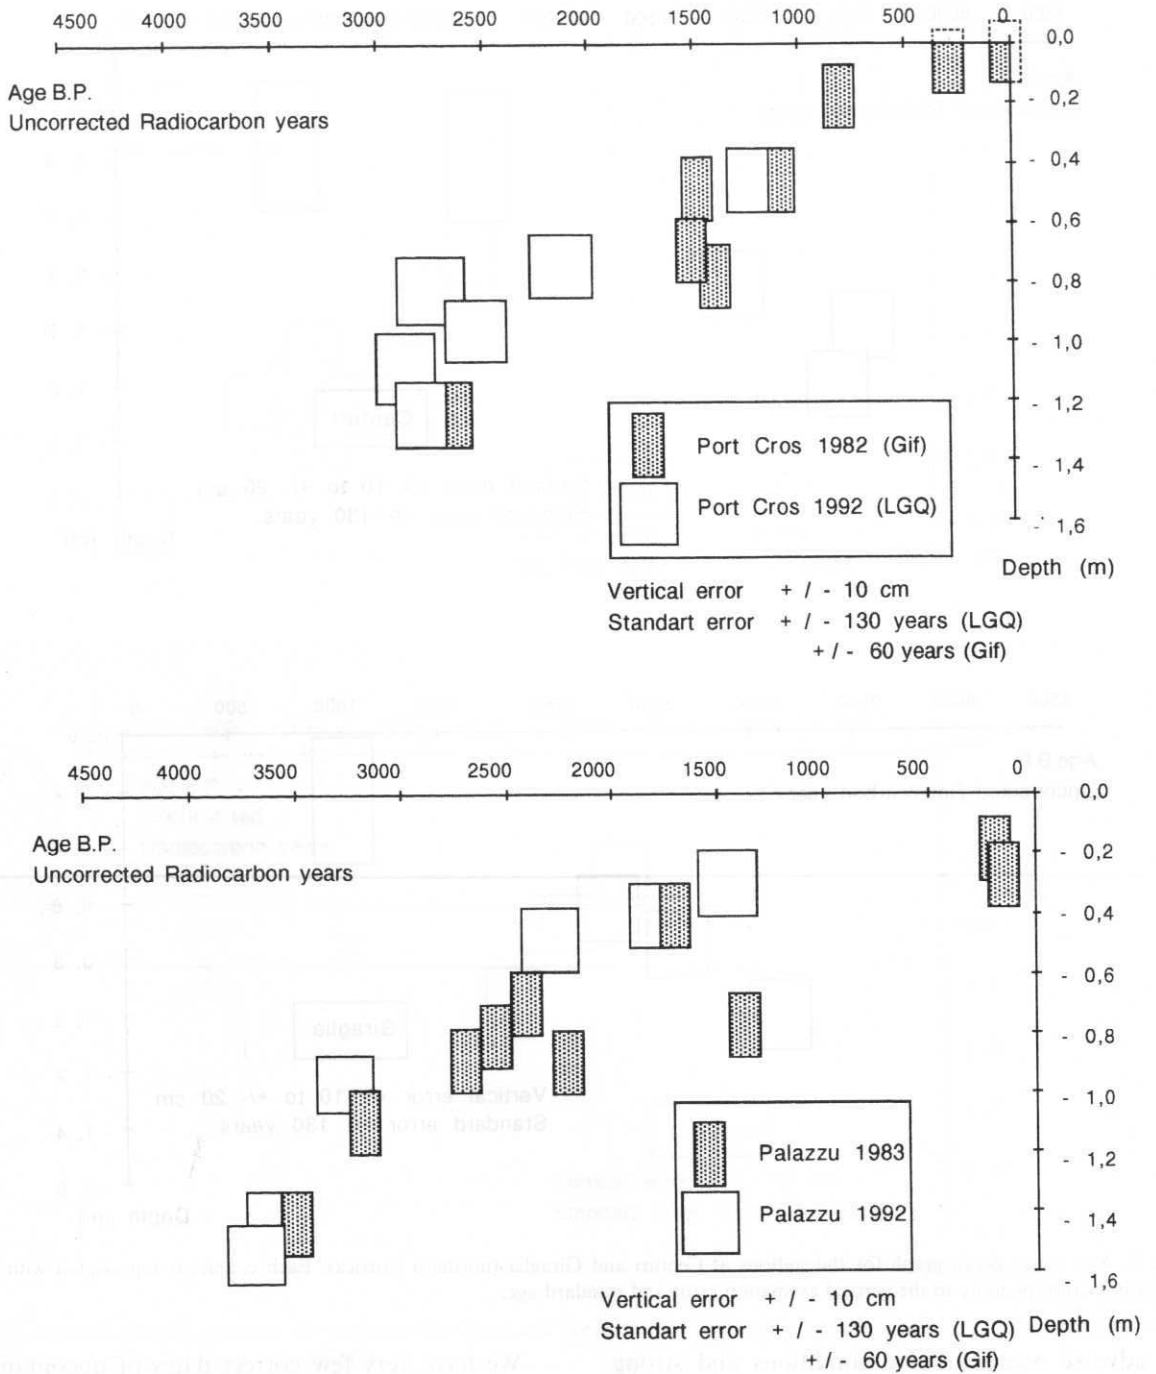 4500 4000 3500 3000 2500 2000 1500 1000 500 0
0,0
Age B.P.
Uncorrected Radiocarbon years
- 0,2
- 0,4
- 0,6
- 0,8
- 1,0
- 1,2
- 1,4
- 1,6
Port Cros 1982 (Gif)
Port Cros 1992 (LGQ)
Depth (m)
Vertical error + / - 10 cm
Standart error + / - 130 years (LGQ)
+ / - 60 years (Gif)
4500 4000 3500 3000 2500 2000 1500 1000 500 0
0,0
Age B.P.
Uncorrected Radiocarbon years
- 0,2
- 0,4
- 0,6
- 0,8
- 1,0
- 1,2
- 1,4
- 1,6
Palazzu 1983
Palazzu 1992
Vertical error + / - 10 cm
Standart error + / - 130 years (LGQ) Depth (m)
+ / - 60 years (Gif)